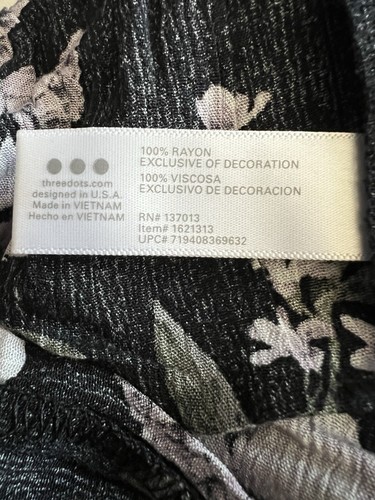 threedots.com
designed in U.S.A.
Made in VIETNAM
Hecho en VIETNAM
100% RAYON
EXCLUSIVE OF DECORATION
100% VISCOSA
EXCLUSIVO DE DECORACION
RN# 137013
Item# 1621313
UPC# 719408369632